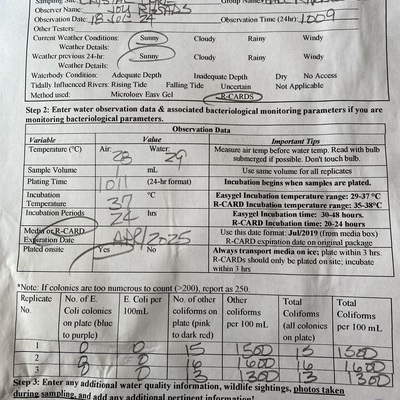 Sampling Site
Group Name
Observer Name: JOY RHOADS
Observation Date: 18 JUL 24 Observation Time (24hr): 1009
Other Testers:
Current Weather Conditions: Sunny Cloudy Rainy Windy
Weather Details:
Weather previous 24-hr: Sunny Cloudy Rainy Windy
Weather Details:
Waterbody Condition: Adequate Depth Inadequate Depth Dry No Access
Tidally Influenced Rivers: Rising Tide Falling Tide Uncertain Not Applicable
Method used: Micrology Easy Gel R-CARDS
Step 2: Enter water observation data & associated bacteriological monitoring parameters if you are
monitoring bacteriological parameters.
Observation Data
Variable Value Important Tips
Temperature (°C) Air: 28 Water: 29 Measure air temp before water. Read with bulb
submerged if possible. Don't touch bulb.
Sample Volume 1 mL Use same volume for all replicates
Plating Time 1011 (24-hr format) Incubation begins when samples are plated.
Incubation
Temperature 37 °C Easygel Incubation temperature range: 29-37 °C
R-CARD Incubation temperature range: 35-38°C
Incubation Periods 24 hrs Easygel Incubation time: 30-48 hours.
R-CARD Incubation time: 20-24 hours
Media or R-CARD
Expiration Date APR/2025 Use this date format: Jul/2019 (from media box)
R-CARD expiration date on original package
Plated onsite Yes No Always transport media on ice; plate within 3 hrs.
R-CARDs should only be plated on site; incubate
within 3 hrs
*Note: If colonies are too numerous to count (>200), report as 250.
Replicate No. No. of E. Coli colonies on plate (blue to purple) E. Coli per 100mL No. of other coliforms on plate (pink to dark red) Other coliforms per 100 mL Total Coliforms (all colonies on plate) Total Coliforms per 100 mL
1 0 0 15 1500 15 1500
2 0 0 16 1600 16 1600
3 0 0 13 1300 13 1300
Step 3: Enter any additional water quality information, wildlife sightings, photos taken
during sampling, and add any additional pertinent information!